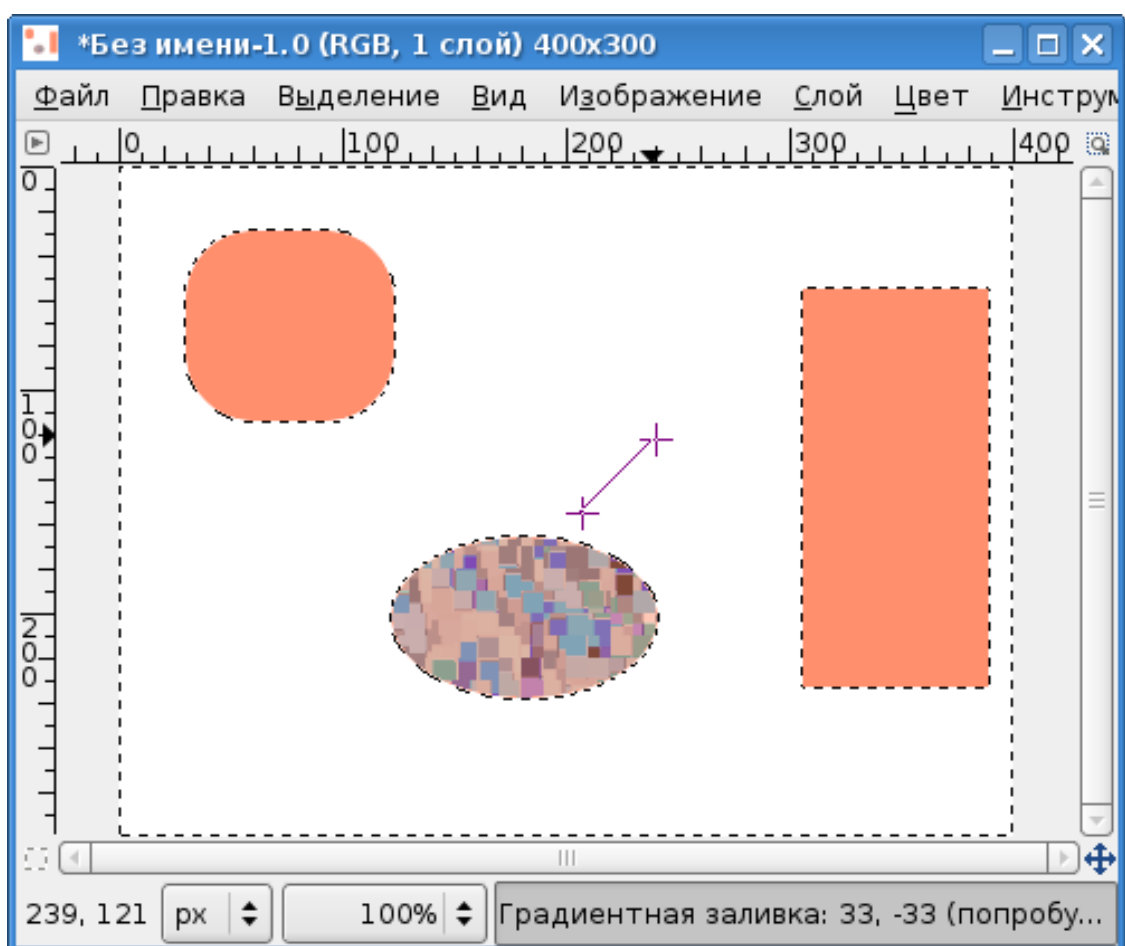 *Без имени-1.0 (RGB, 1 слой) 400x300
Файл Правка Выделение Вид Изображение Слой Цвет Инструм
0 100 200 300 400
0
100
200
239, 121 px 100% Градиентная заливка: 33, -33 (попробу...